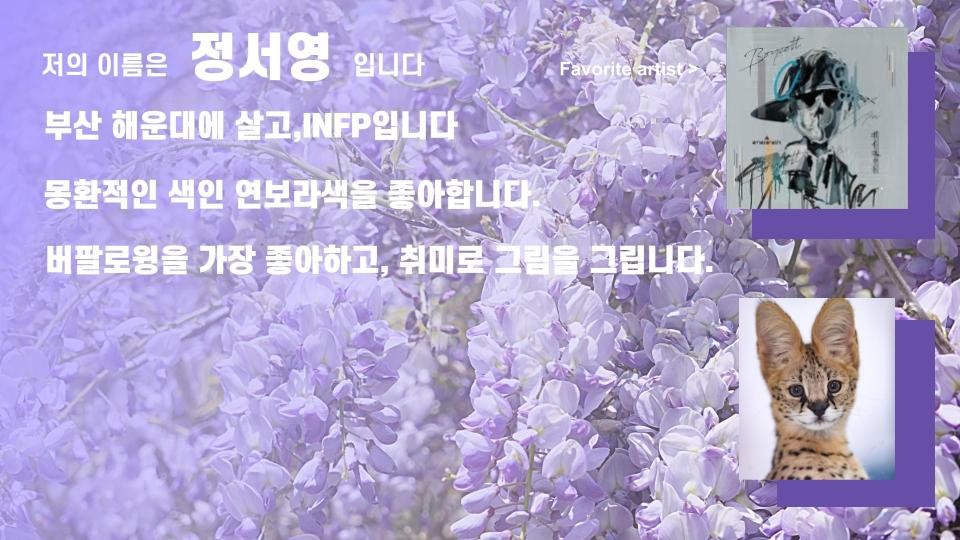 저의 이름은 정서영 입니다
Favorite artist >
부산 해운대에 살고,INFP입니다
몽환적인 색인 연보라색을 좋아합니다.
버팔로윙을 가장 좋아하고, 취미로 그림을 그립니다.
Boycott
amazarashi